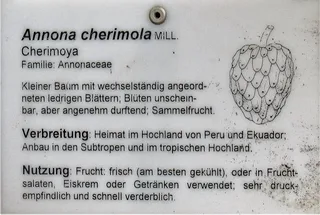 Annona cherimola MILL.
Cherimoya
Familie: Annonaceae
Kleiner Baum mit wechselständig angeord-
neten ledrigen Blättern; Blüten unschein-
bar, aber angenehm durftend; Sammelfrucht.
Verbreitung: Heimat im Hochland von Peru und Ekuador;
Anbau in den Subtropen und im tropischen Hochland.
Nutzung: Frucht: frisch (am besten gekühlt), oder in Frucht-
salaten, Eiskrem oder Getränken verwendet; sehr druck-
empfindlich und schnell verderblich.